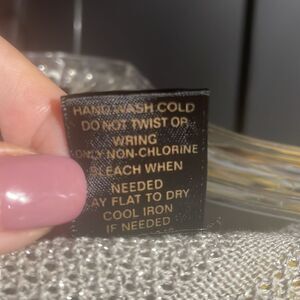 HAND WASH COLD
DO NOT TWIST OR
WRING
ONLY NON-CHLORINE
BLEACH WHEN
NEEDED
LAY FLAT TO DRY
COOL IRON
IF NEEDED